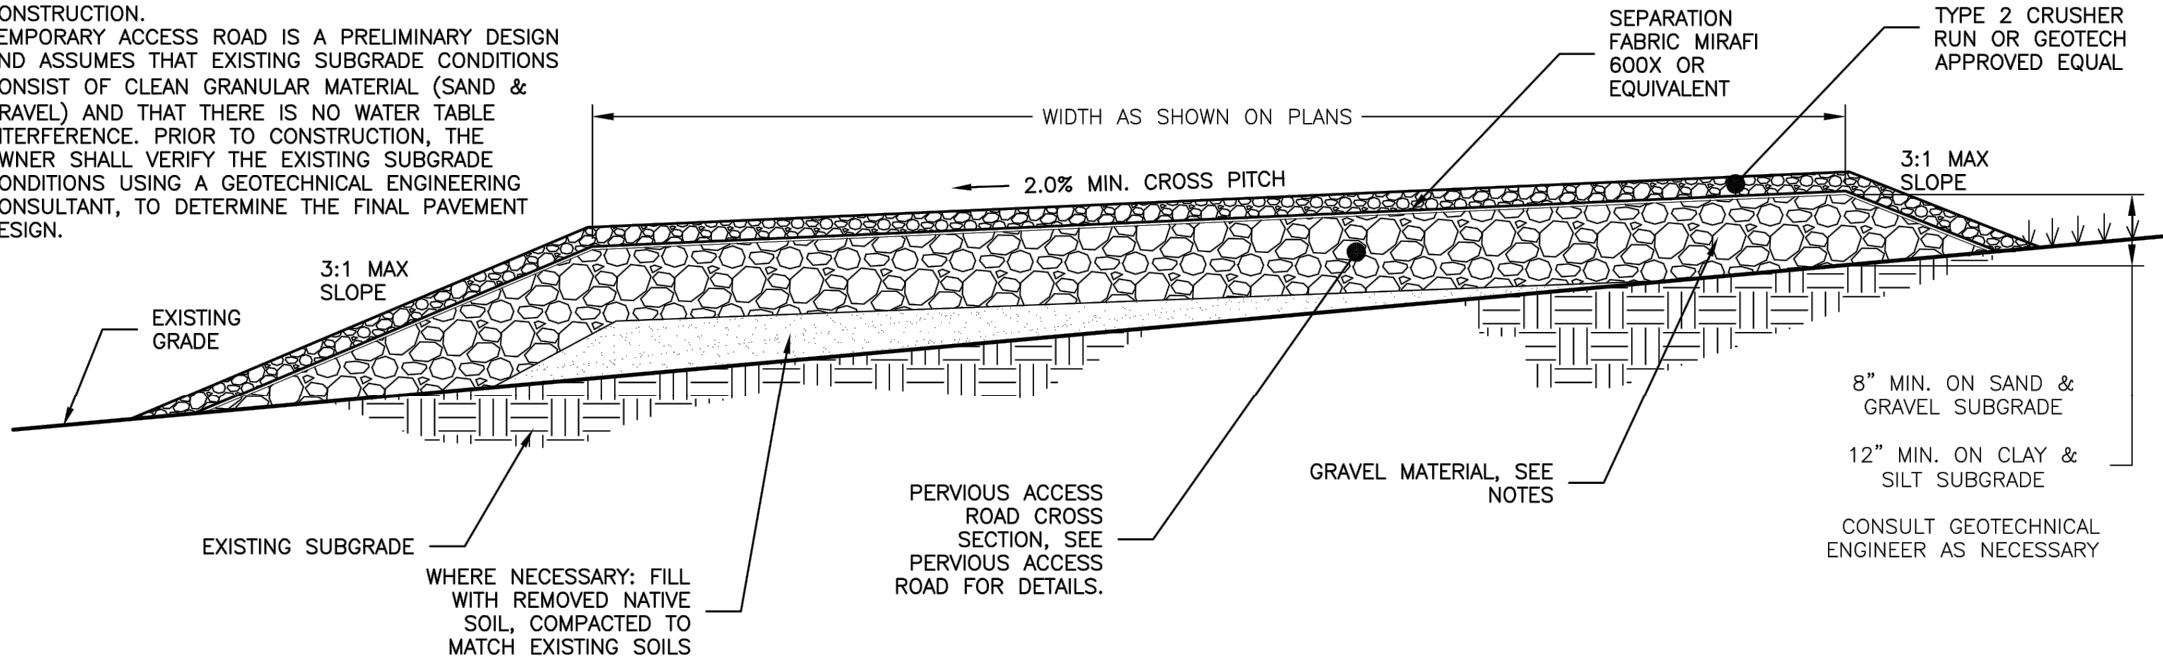 ONSTRUCTION.
EMPORARY ACCESS ROAD IS A PRELIMINARY DESIGN
ND ASSUMES THAT EXISTING SUBGRADE CONDITIONS
ONSIST OF CLEAN GRANULAR MATERIAL (SAND &
RAVEL) AND THAT THERE IS NO WATER TABLE
NTERFERENCE. PRIOR TO CONSTRUCTION, THE
WNER SHALL VERIFY THE EXISTING SUBGRADE
ONDITIONS USING A GEOTECHNICAL ENGINEERING
ONSULTANT, TO DETERMINE THE FINAL PAVEMENT
ESIGN.
SEPARATION
FABRIC MIRAFI
600X OR
EQUIVALENT
TYPE 2 CRUSHER
RUN OR GEOTECH
APPROVED EQUAL
WIDTH AS SHOWN ON PLANS
2.0% MIN. CROSS PITCH
3:1 MAX
SLOPE
3:1 MAX
SLOPE
EXISTING
GRADE
8" MIN. ON SAND &
GRAVEL SUBGRADE
12" MIN. ON CLAY &
SILT SUBGRADE
CONSULT GEOTECHNICAL
ENGINEER AS NECESSARY
GRAVEL MATERIAL, SEE
NOTES
PERVIOUS ACCESS
ROAD CROSS
SECTION, SEE
PERVIOUS ACCESS
ROAD FOR DETAILS.
EXISTING SUBGRADE
WHERE NECESSARY: FILL
WITH REMOVED NATIVE
SOIL, COMPACTED TO
MATCH EXISTING SOILS